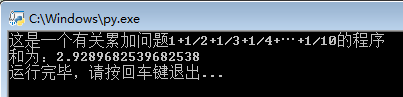 C:\Windows\py.exe
这是一个有关累加问题1+1/2+1/3+1/4+…+1/10的程序
和为：2.9289682539682538
运行完毕，请按回车键退出...